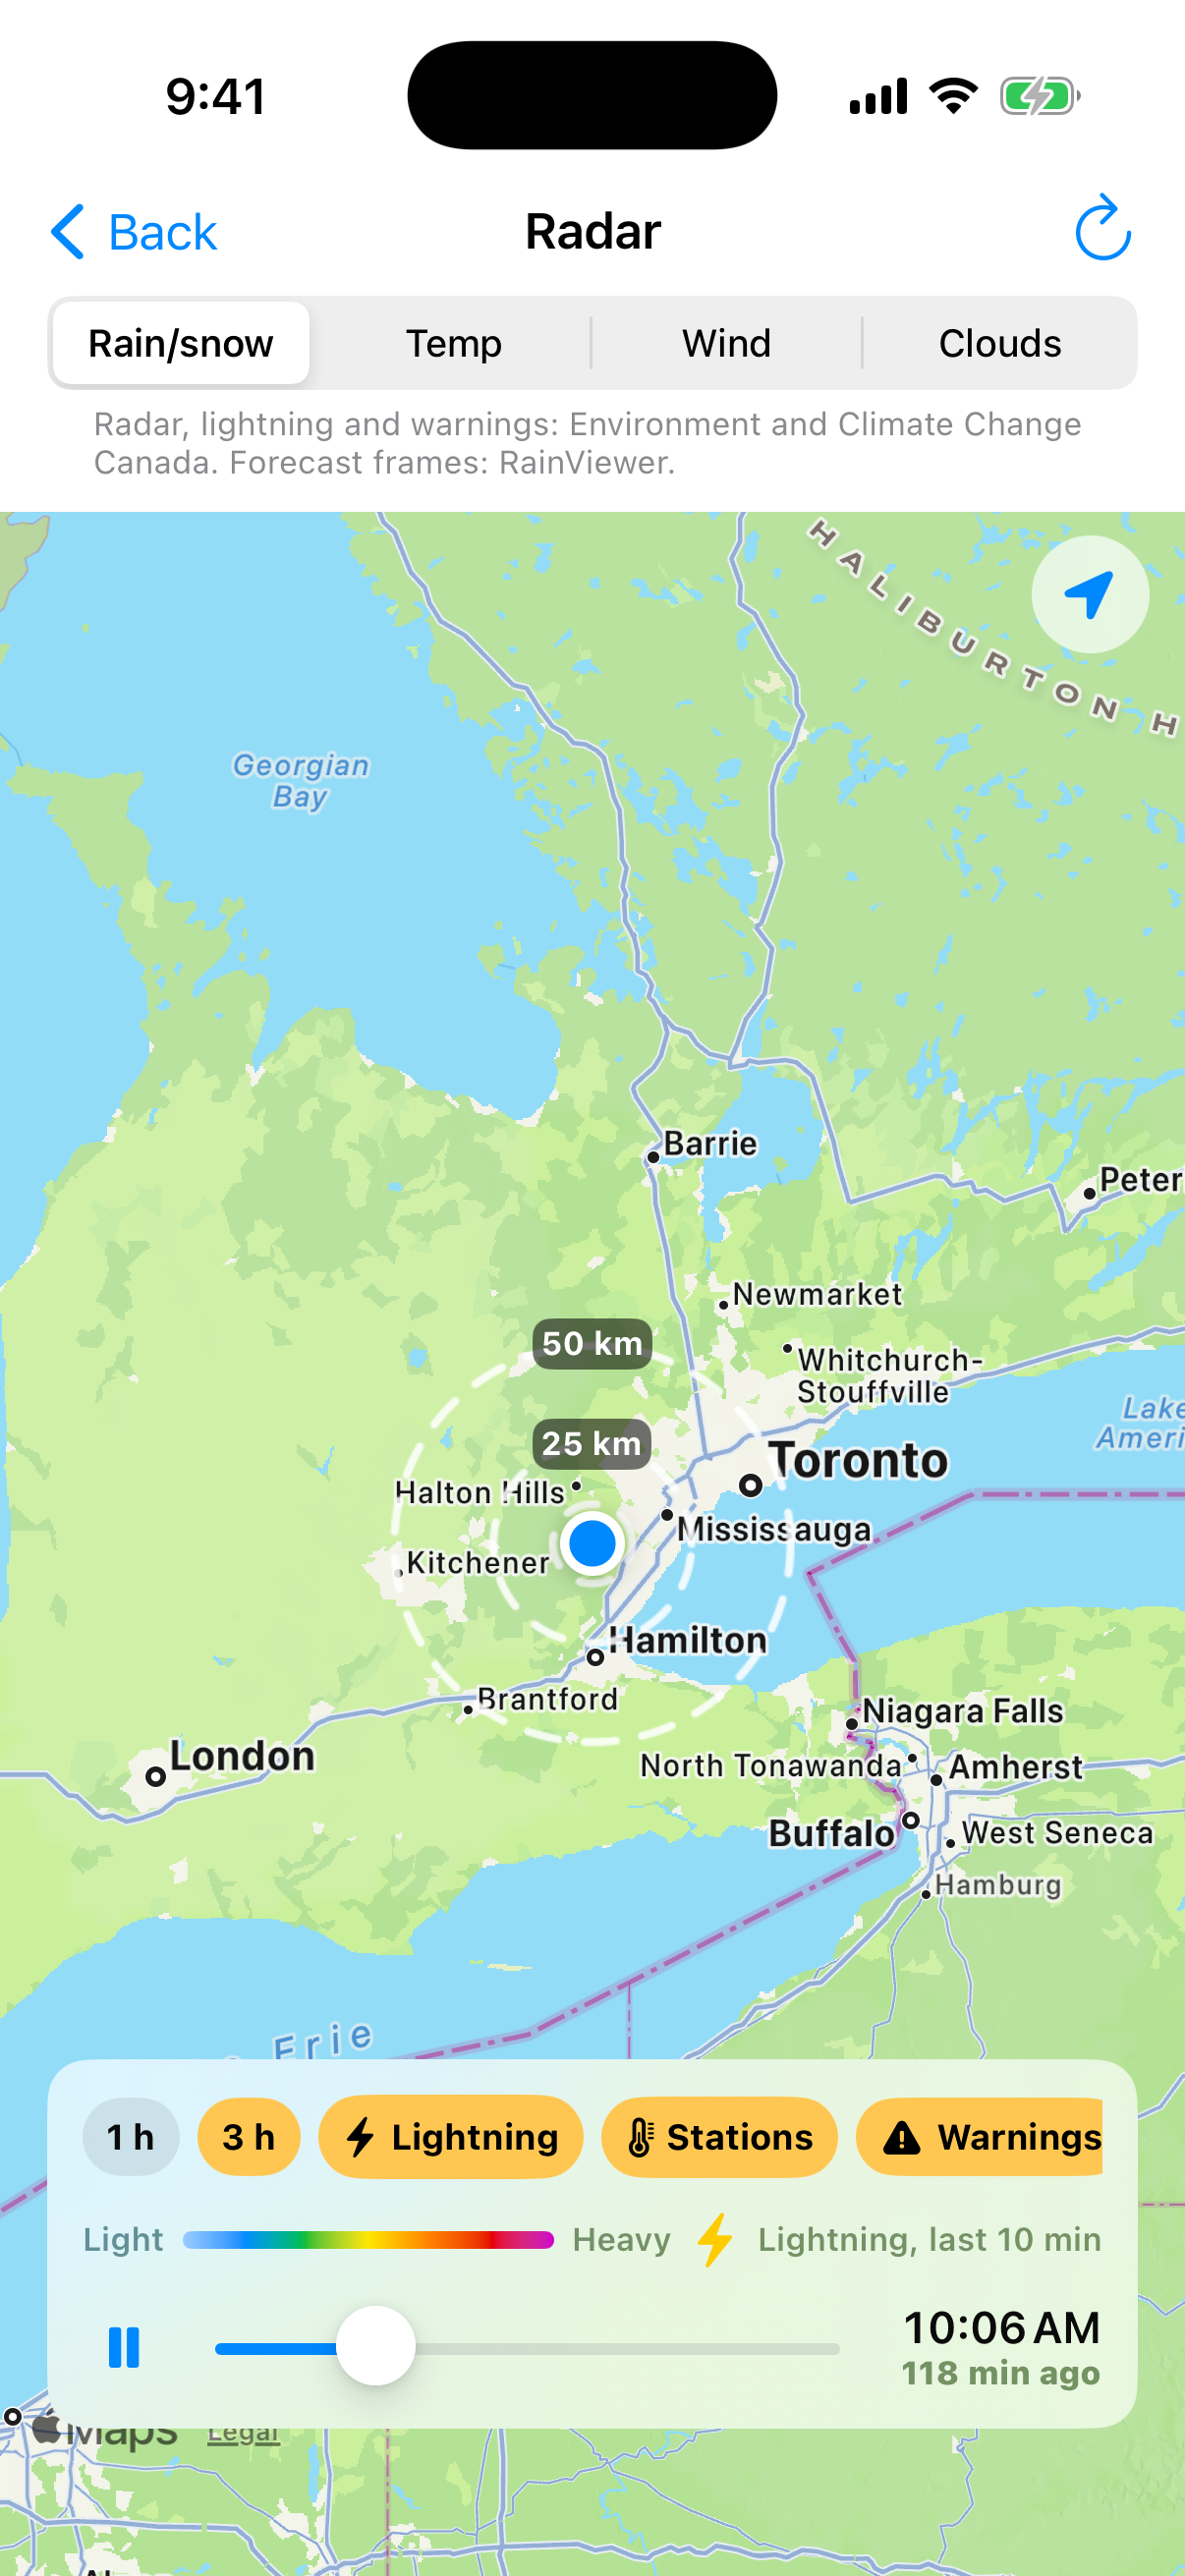 9:41
Back
Radar
Rain/snow
Temp
Wind
Clouds
Radar, lightning and warnings: Environment and Climate Change
Canada. Forecast frames: RainViewer.
HALIBURTON H
Georgian
Bay
Barrie
Peter
Newmarket
50 km
Whitchurch-
Stouffville
Lake
Ameri
25 km
Toronto
Halton Hills
Mississauga
Kitchener
Hamilton
Brantford
Niagara Falls
London
North Tonawanda
Amherst
Buffalo
West Seneca
Hamburg
Erie
1 h
3 h
Lightning
Stations
Warnings
Light
Heavy
Lightning, last 10 min
10:06 AM
118 min ago
Maps
Legal